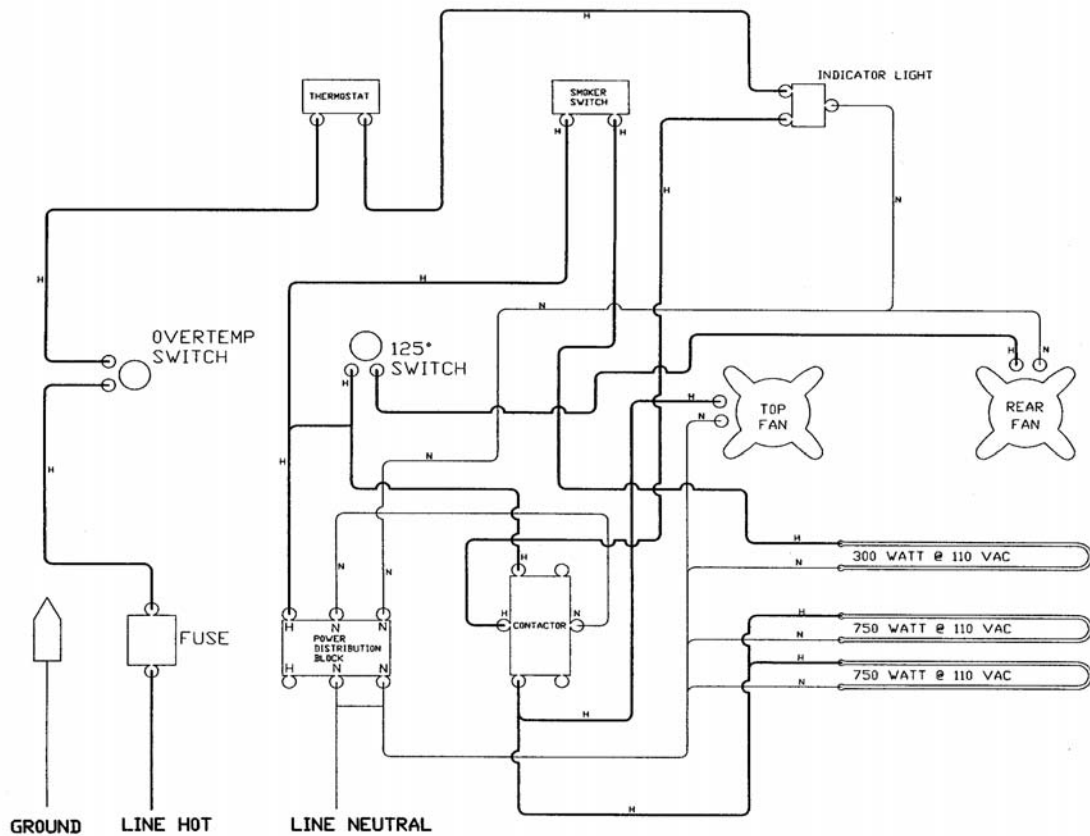 H
INDICATOR LIGHT
THERMOSTAT
SMOKER
SWITCH
H
H
H
N
H
H
N
OVERTEMP
SWITCH
125°
SWITCH
H
H
N
H
TOP
FAN
N
REAR
FAN
H
H
N
H
N
N
H
H
300 WATT @ 110 VAC
N
H
N
H
750 WATT @ 110 VAC
N
H
750 WATT @ 110 VAC
N
FUSE
H
N
N
POWER
DISTRIBUTION
BLOCK
H
N
N
CONTACTOR
H
H
GROUND
LINE HOT
LINE NEUTRAL